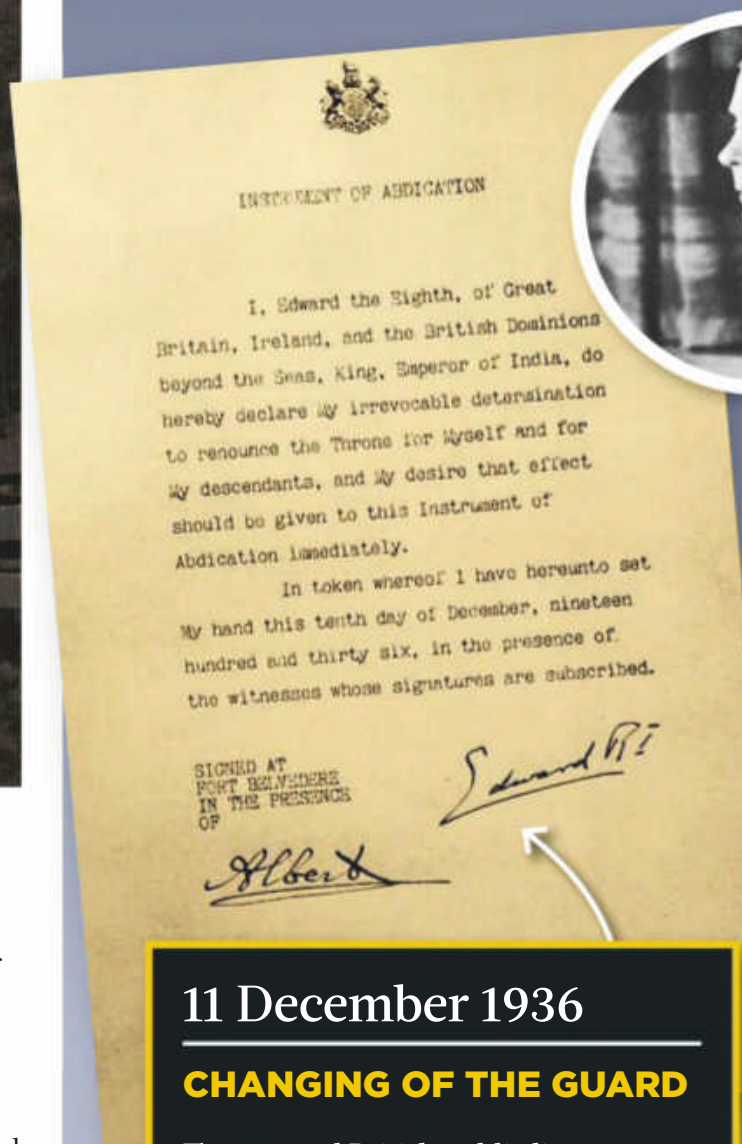 INSTRUMENT OF ABDICATION
I, Edward the Eighth, of Great
Britain, Ireland, and the British Dominions
beyond the Seas, King, Emperor of India, do
hereby declare My irrevocable determination
to renounce the Throne for Myself and for
My descendants, and My desire that effect
should be given to this Instrument of
Abdication immediately.
In token whereof I have hereunto set
My hand this tenth day of December, nineteen
hundred and thirty six, in the presence of
the witnesses whose signatures are subscribed.
SIGNED AT
FORT BELVEDERE
IN THE PRESENCE
OF
Edward RI
Albert
11 December 1936
CHANGING OF THE GUARD